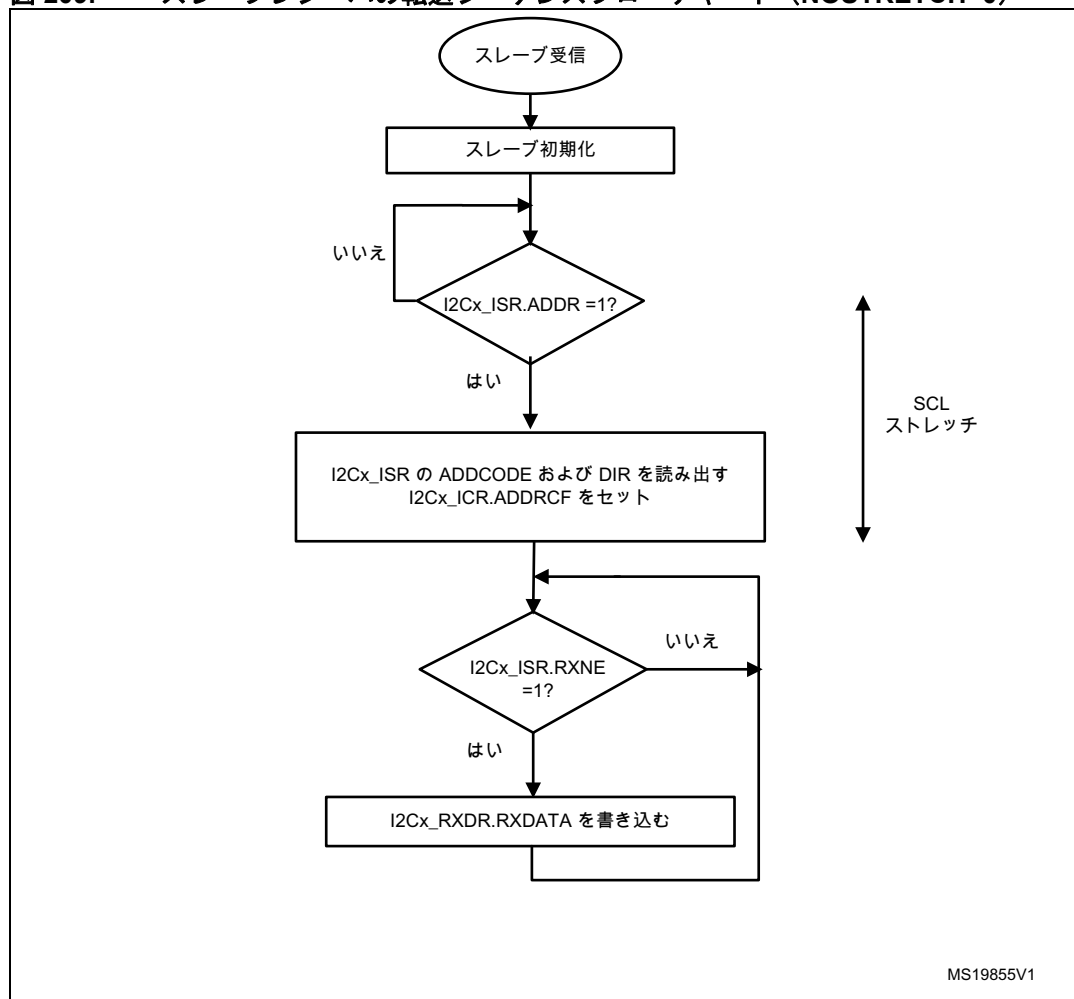 スレーブ受信
スレーブ初期化
いいえ
I2Cx_ISR.ADDR =1?
はい
SCL
ストレッチ
I2Cx_ISR の ADDCODE および DIR を読み出す
I2Cx_ICR.ADDRCF をセット
いいえ
I2Cx_ISR.RXNE
=1?
はい
I2Cx_RXDR.RXDATA を書き込む
MS19855V1